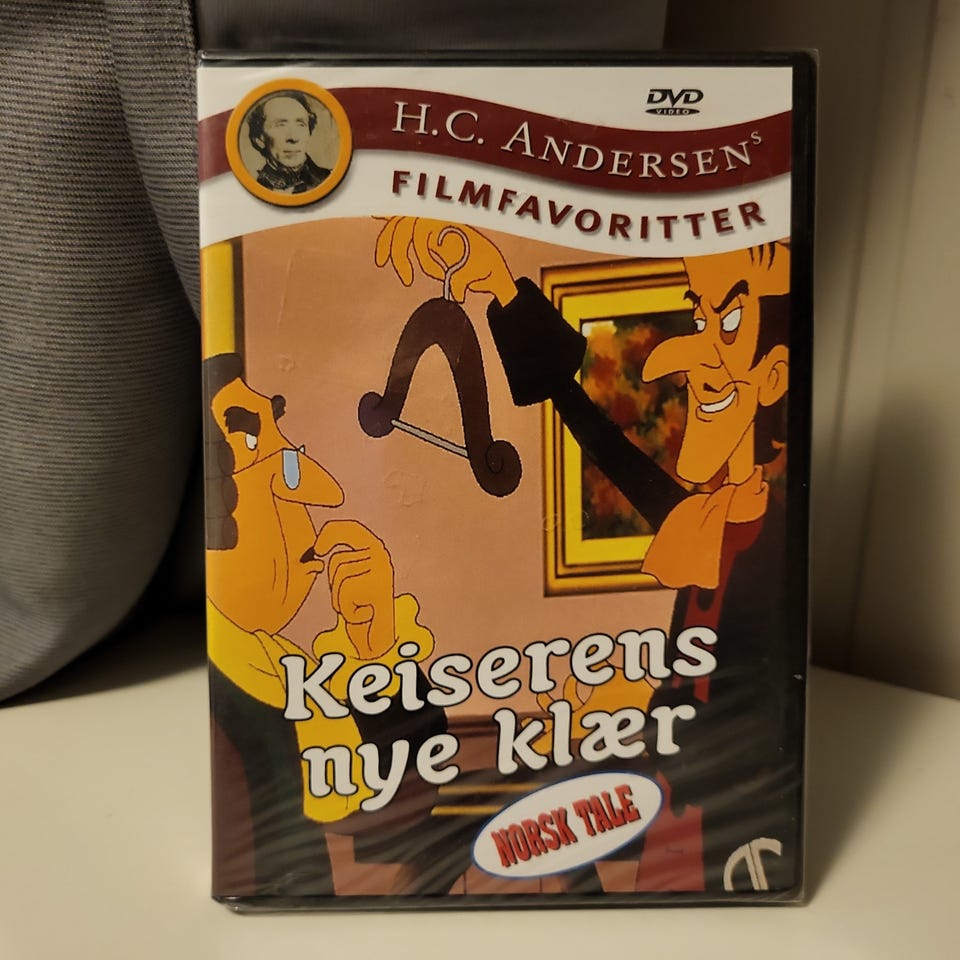 DVD
VIDEO
H.C. ANDERSENS
FILMFAVORITTER
Keiserens
nye klær
NORSK TALE